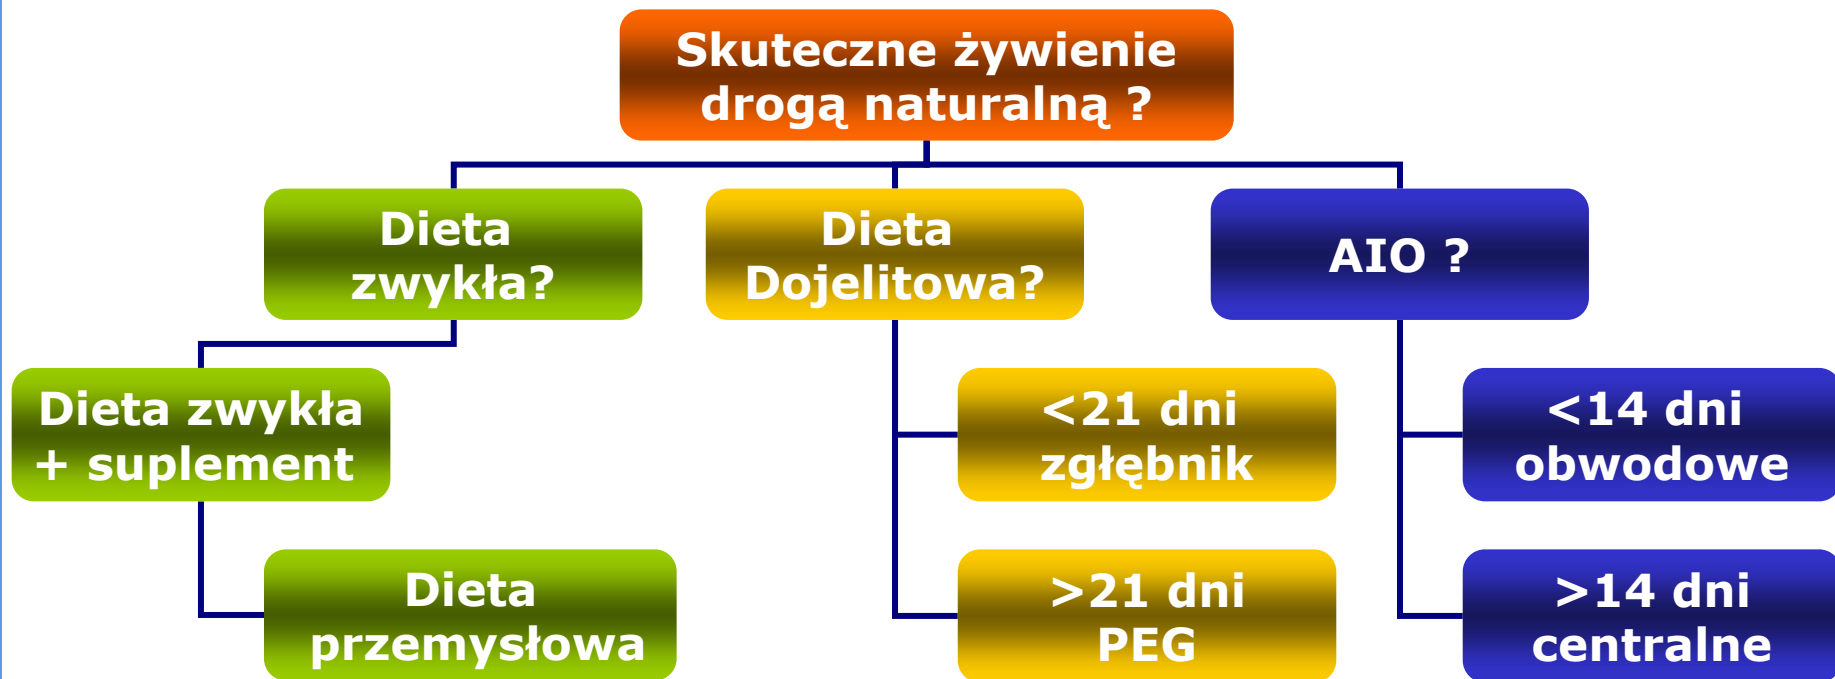 Skuteczne żywienie
drogą naturalną ?
Dieta
zwykła?
Dieta
Dojelitowa?
AIO ?
Dieta zwykła
+ suplement
<21 dni
zgłębnik
<14 dni
obwodowe
Dieta
przemysłowa
>21 dni
PEG
>14 dni
centralne